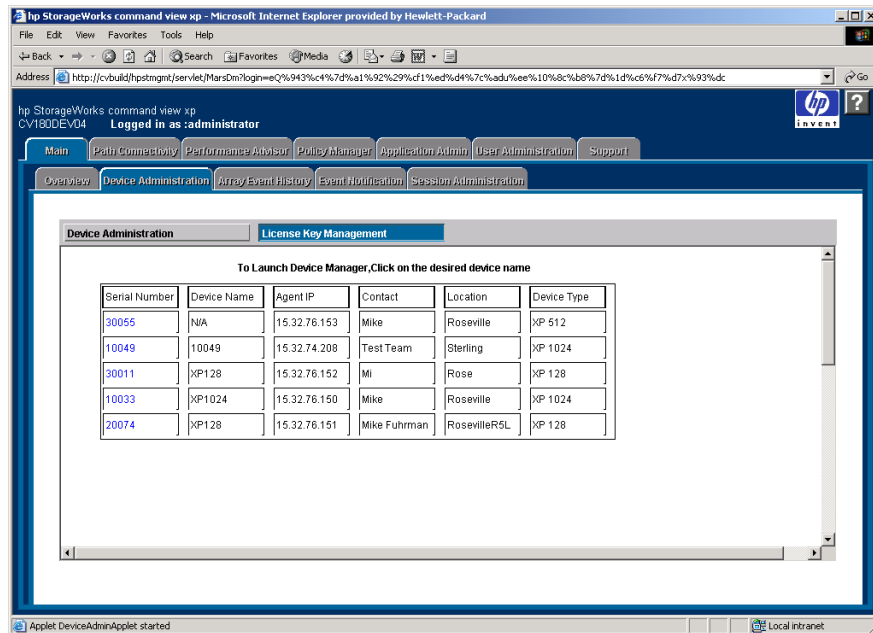 hp StorageWorks command view xp - Microsoft Internet Explorer provided by Hewlett-Packard
File Edit View Favorites Tools Help
Back Search Favorites Media
Address http://cvbuild/hpstmgmt/servlet/MarsDm?login=eQ%943%c4%7d%a1%92%29%cf1%ed%d4%7c%adu%ee%10%8c%b8%7d%1d%c6%f7%d7x%93%dc Go
hp StorageWorks command view xp
CV180DEV04 Logged in as :administrator
hp invent ?
Main Path Connectivity Performance Advisor Policy Manager Application Admin User Administration Support
Overview Device Administration Array Event History Event Notification Session Administration
Device Administration License Key Management
To Launch Device Manager,Click on the desired device name
Serial Number Device Name Agent IP Contact Location Device Type
30055 N/A 15.32.76.153 Mike Roseville XP 512
10049 10049 15.32.74.208 Test Team Sterling XP 1024
30011 XP128 15.32.76.152 Mi Rose XP 128
10033 XP1024 15.32.76.150 Mike Roseville XP 1024
20074 XP128 15.32.76.151 Mike Fuhrman RosevilleR5L XP 128
Applet DeviceAdminApplet started Local intranet